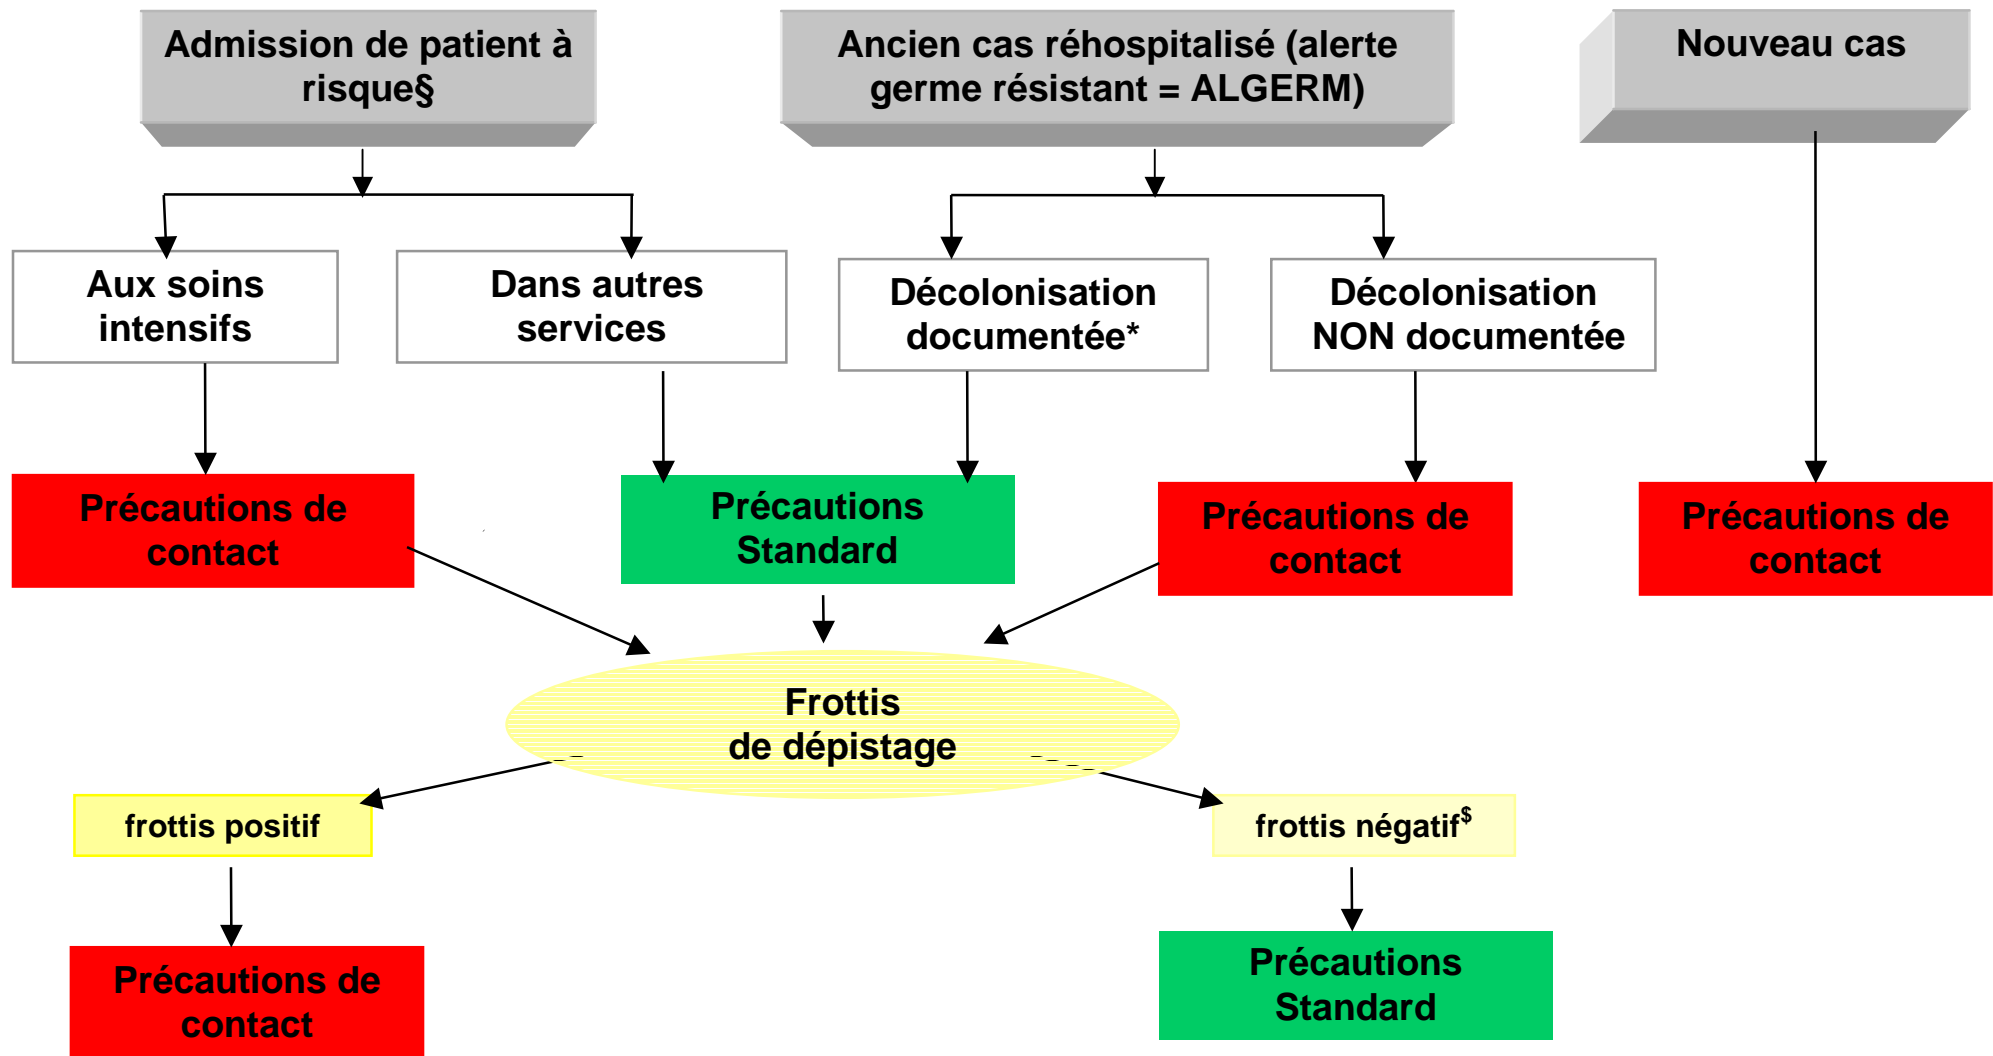 Admission de patient à
risque§
Ancien cas réhospitalisé (alerte
germe résistant = ALGERM)
Nouveau cas
Aux soins
intensifs
Dans autres
services
Décolonisation
documentée*
Décolonisation
NON documentée
Précautions de
contact
Précautions
Standard
Précautions de
contact
Précautions de
contact
Frottis
de dépistage
frottis positif
frottis négatif$
Précautions de
contact
Précautions
Standard